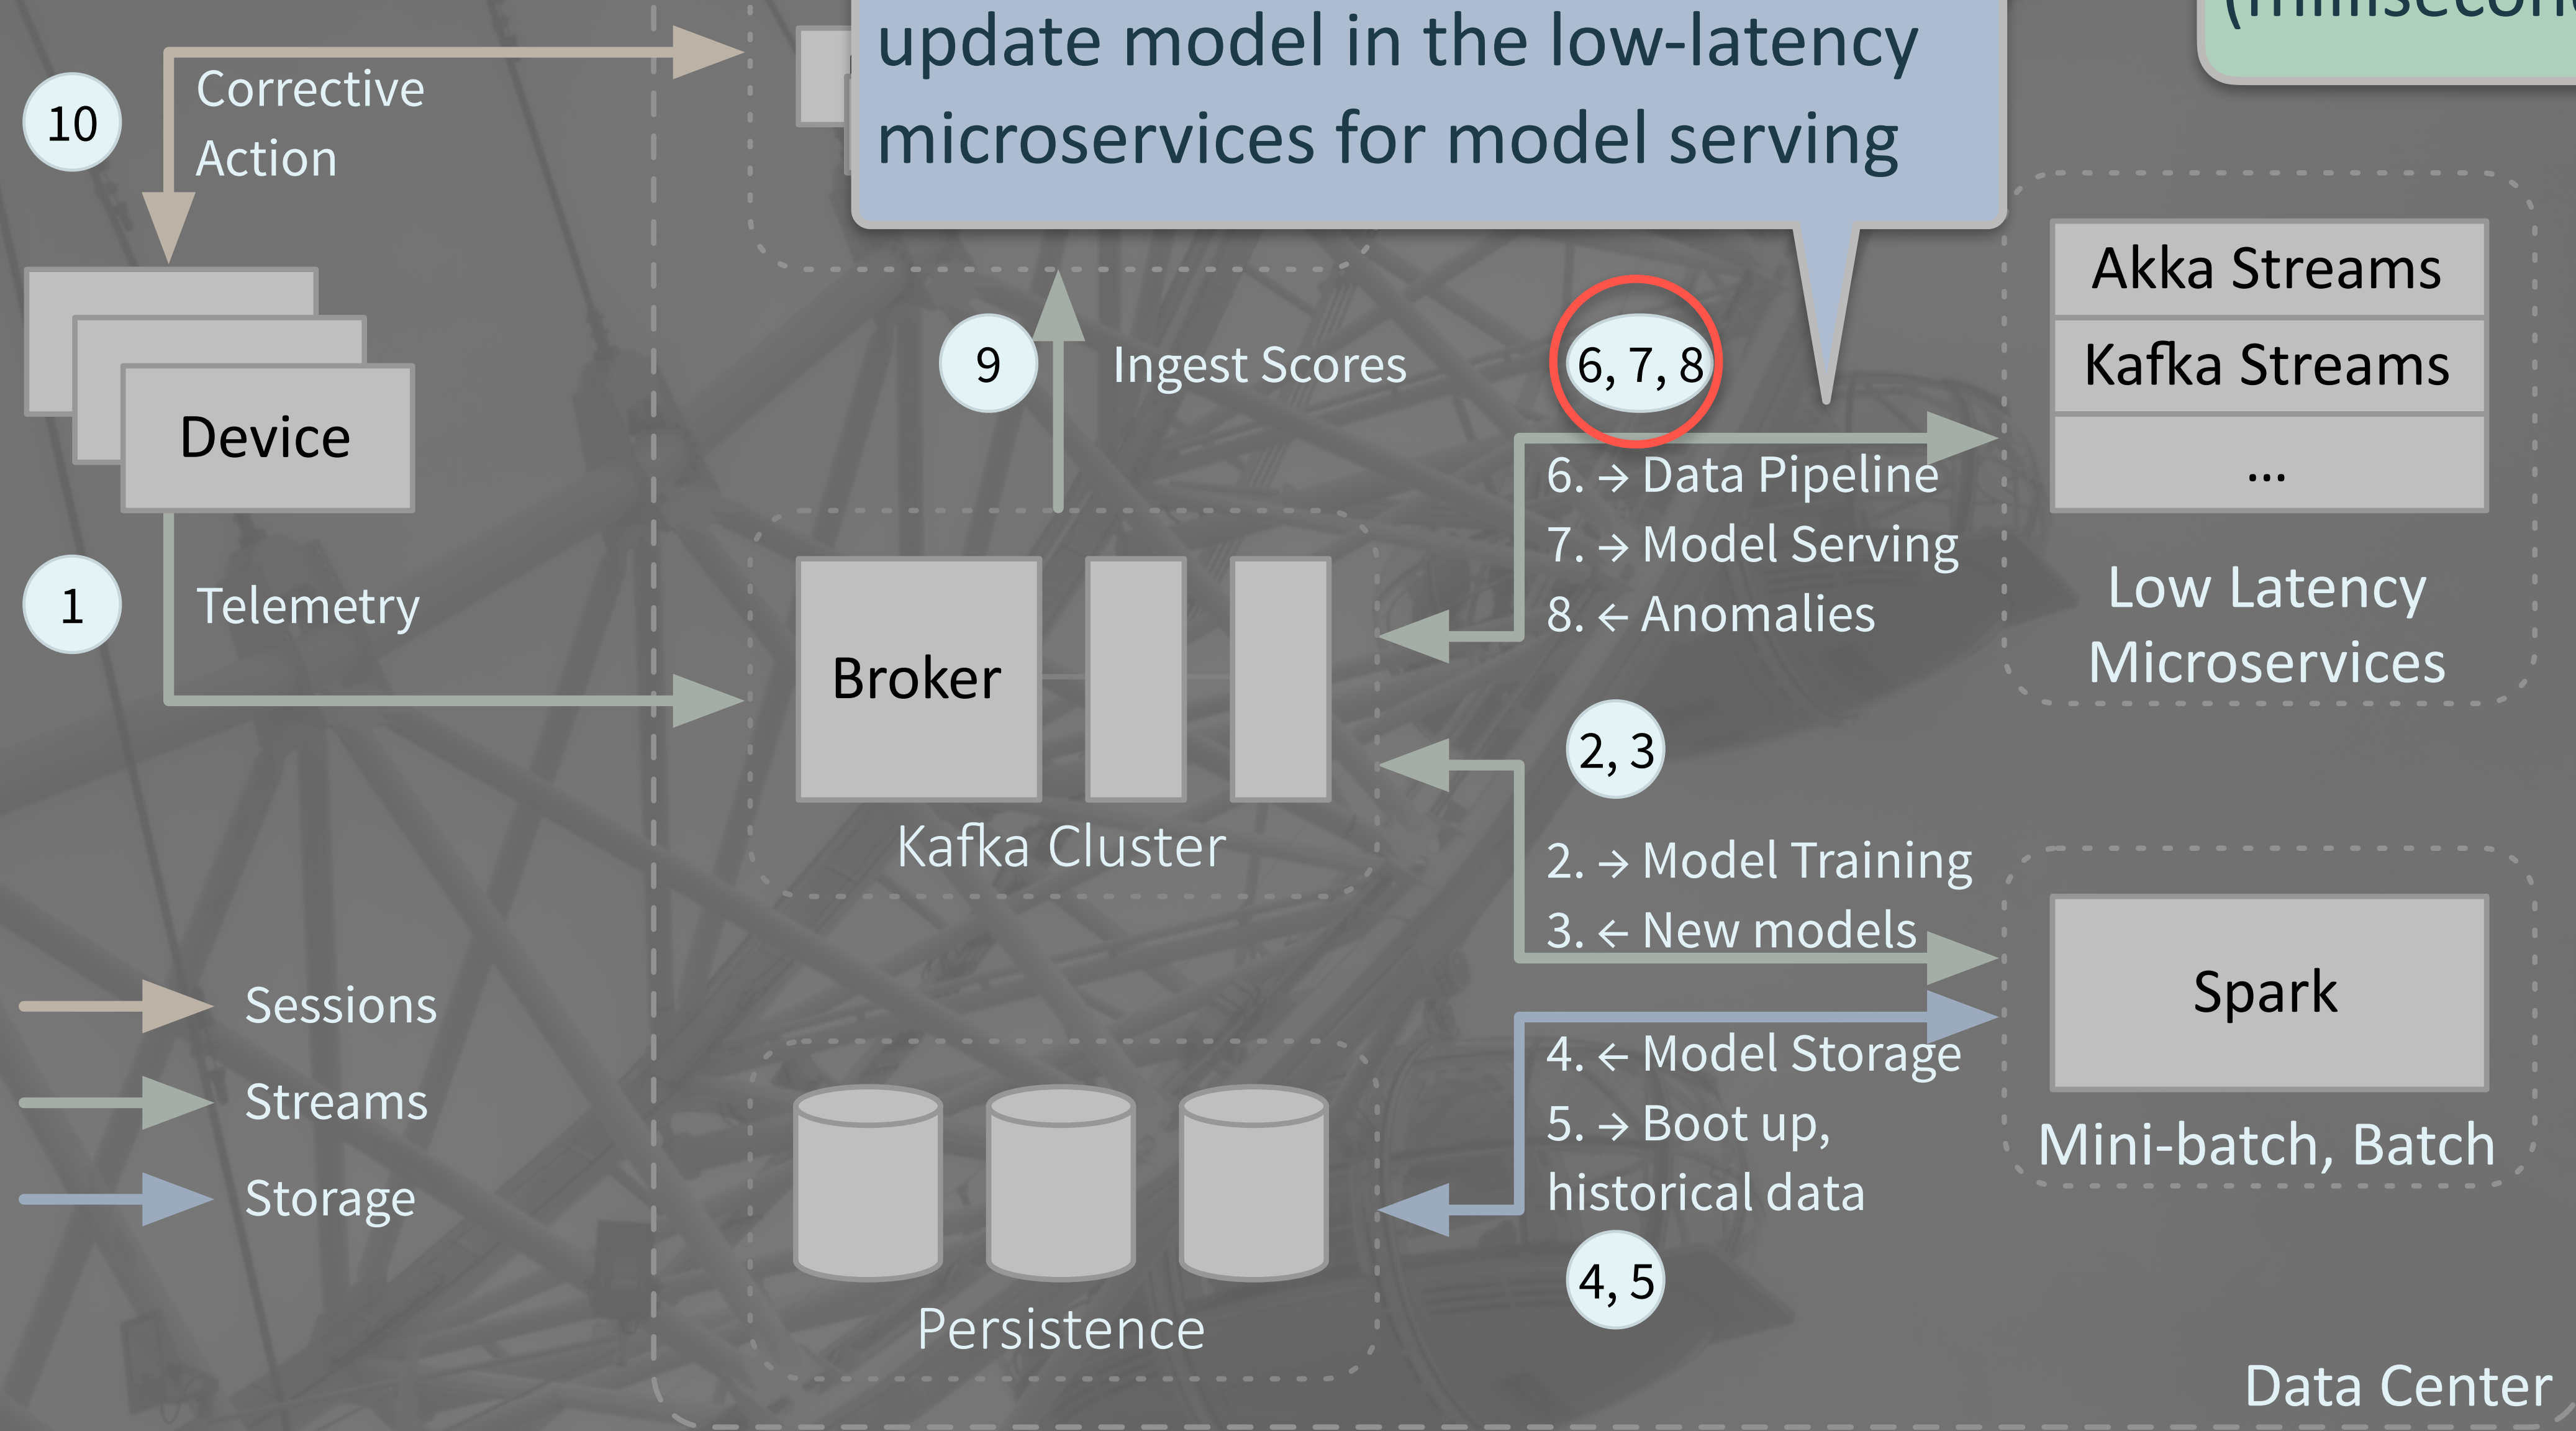 update model in the low-latency
microservices for model serving
10
Corrective
Action
Akka Streams
Kafka Streams
...
Low Latency
Microservices
9
Ingest Scores
6, 7, 8
Device
6. → Data Pipeline
7. → Model Serving
8. ← Anomalies
1
Telemetry
Broker
Kafka Cluster
2, 3
2. → Model Training
3. ← New models
Spark
Mini-batch, Batch
Sessions
Streams
Storage
4. ← Model Storage
5. → Boot up,
historical data
4, 5
Persistence
Data Center